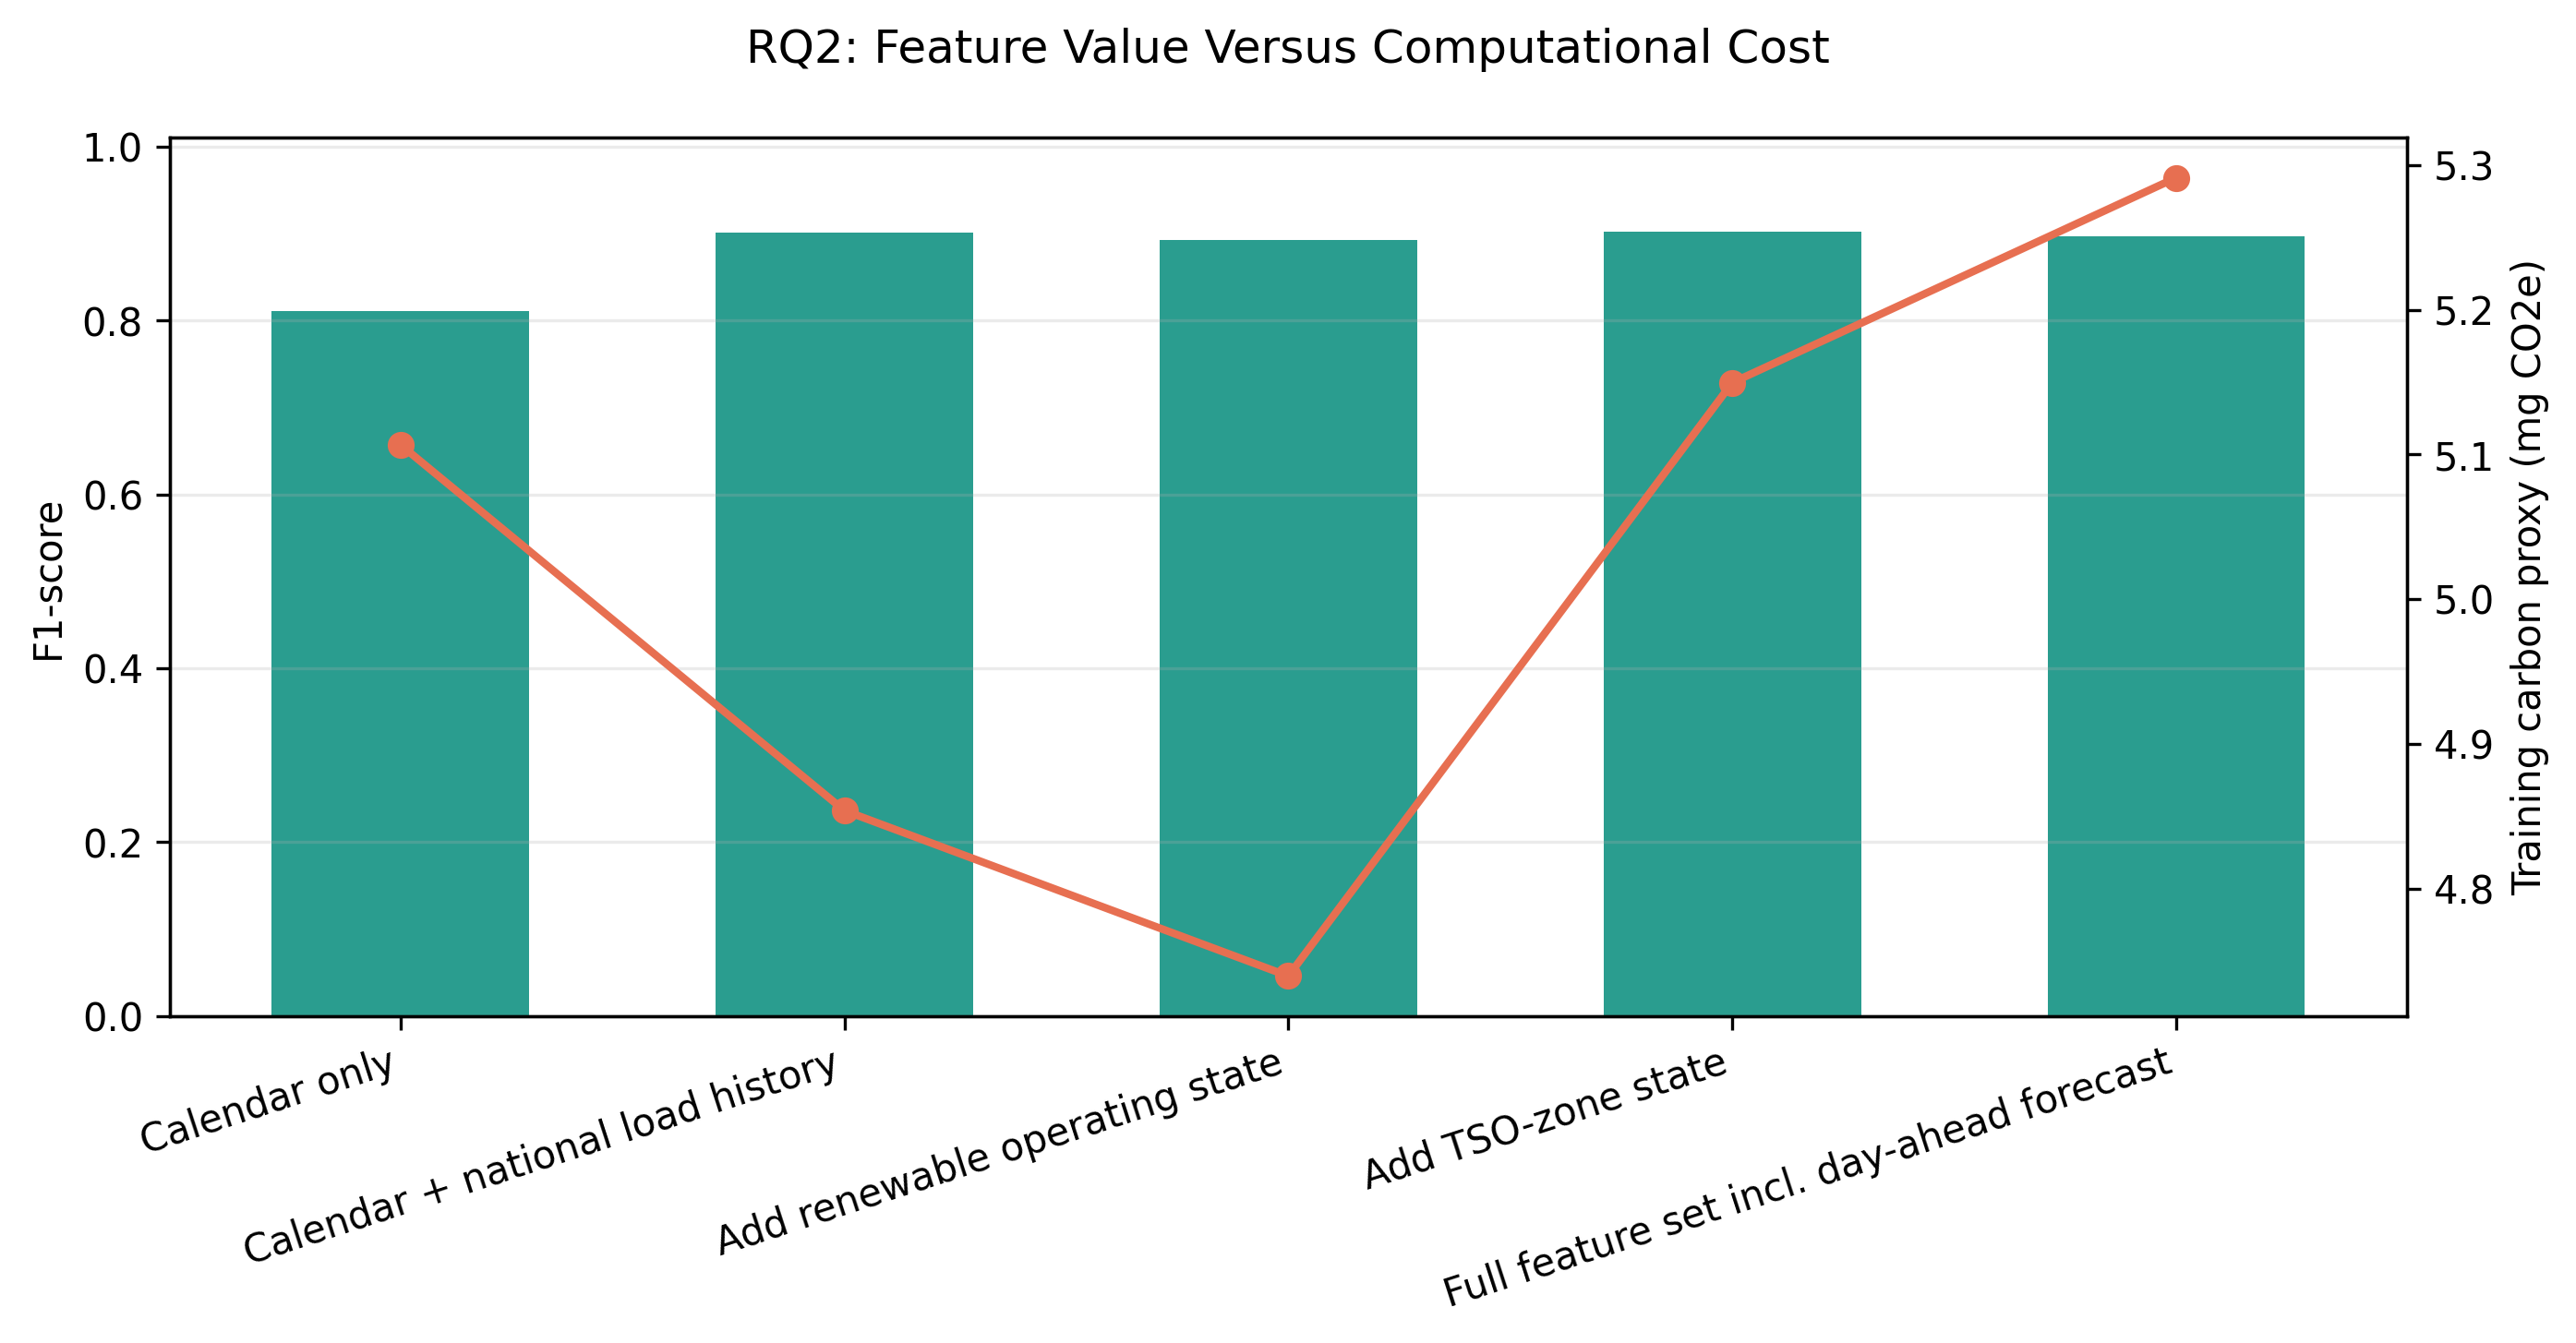 RQ2: Feature Value Versus Computational Cost
F1-score
1.0
0.8
0.6
0.4
0.2
0.0
5.3
5.2
5.1
5.0
4.9
4.8
Training carbon proxy (mg CO2e)
Calendar only
Calendar + national load history
Add renewable operating state
Add TSO-zone state
Full feature set incl. day-ahead forecast